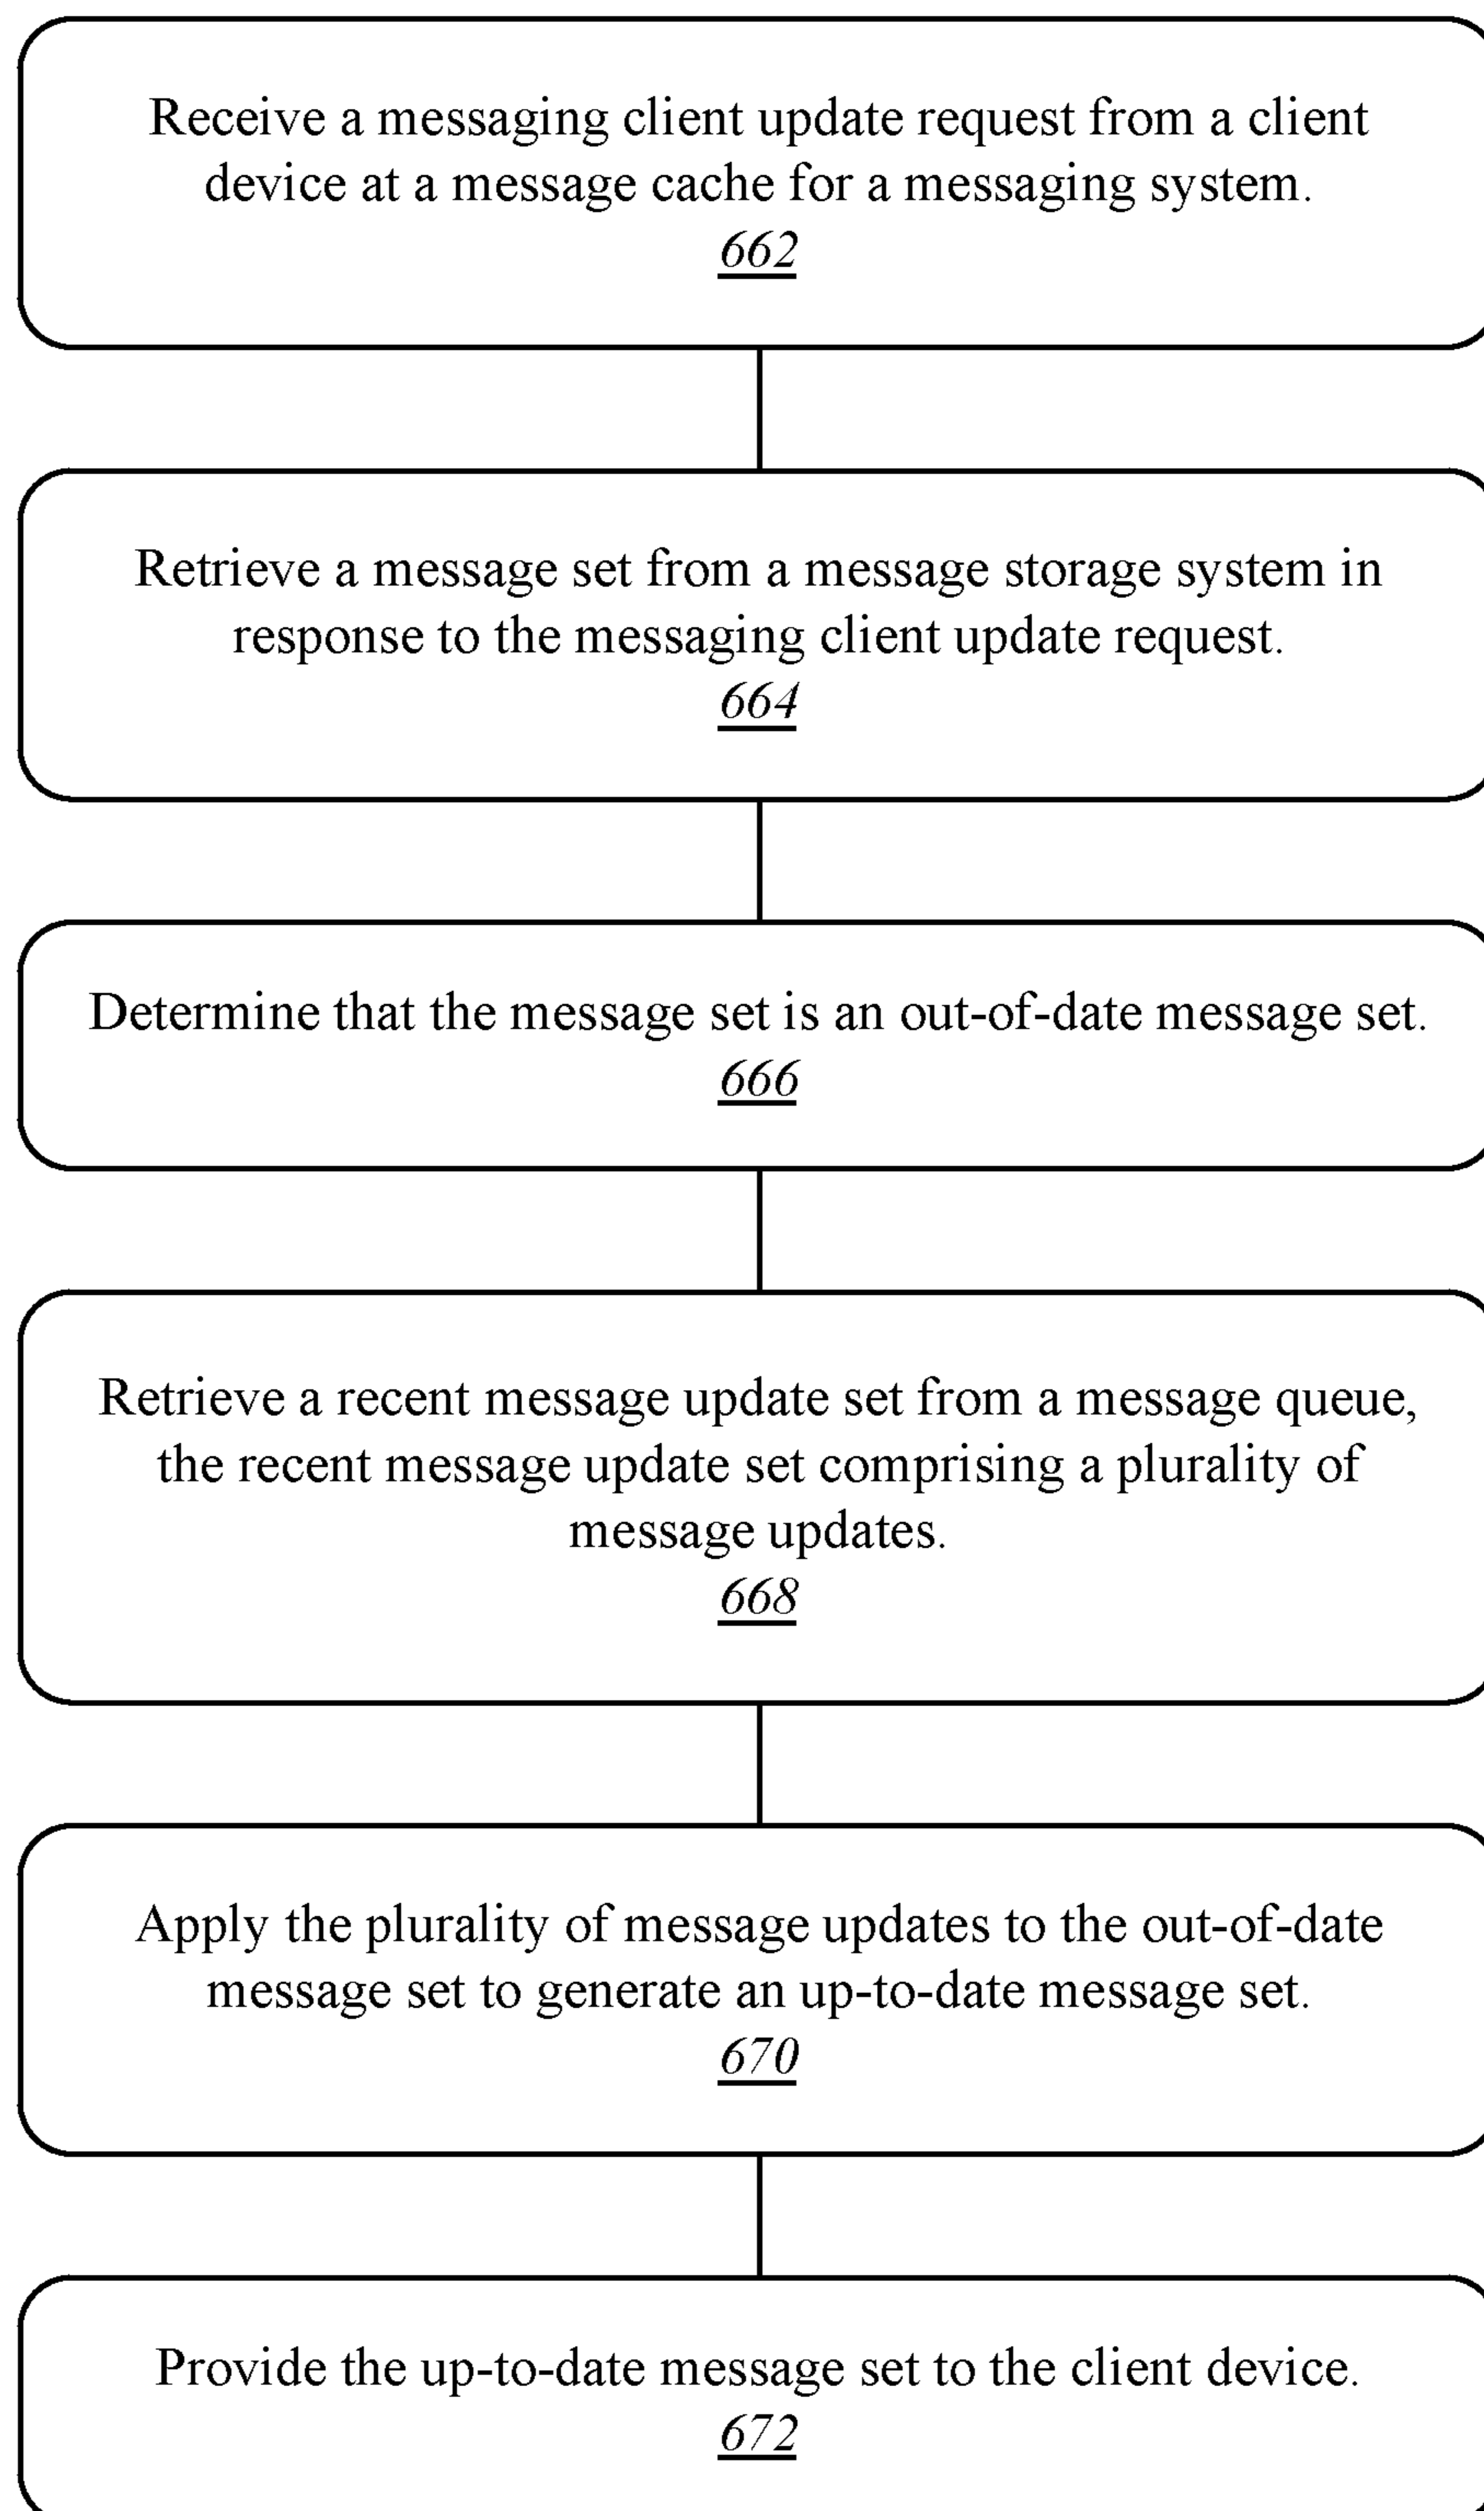 Receive a messaging client update request from a client
device at a message cache for a messaging system.
662
Retrieve a message set from a message storage system in
response to the messaging client update request.
664
Determine that the message set is an out-of-date message set.
666
Retrieve a recent message update set from a message queue,
the recent message update set comprising a plurality of
message updates.
668
Apply the plurality of message updates to the out-of-date
message set to generate an up-to-date message set.
670
Provide the up-to-date message set to the client device.
672